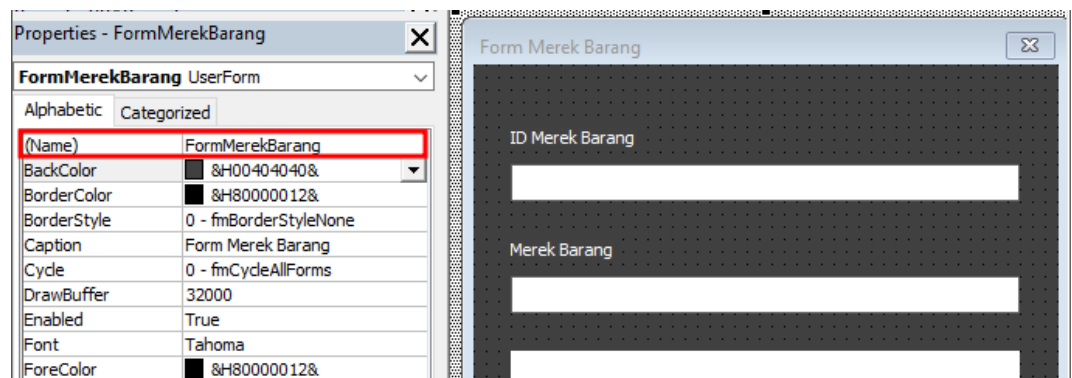 Properties - FormMerekBarang
FormMerekBarang UserForm
Alphabetic Categorized
(Name) FormMerekBarang
BackColor &H00404040&
BorderColor &H80000012&
BorderStyle 0 - fmBorderStyleNone
Caption Form Merek Barang
Cycle 0 - fmCycleAllForms
DrawBuffer 32000
Enabled True
Font Tahoma
ForeColor &H80000012&
Form Merek Barang
ID Merek Barang
Merek Barang